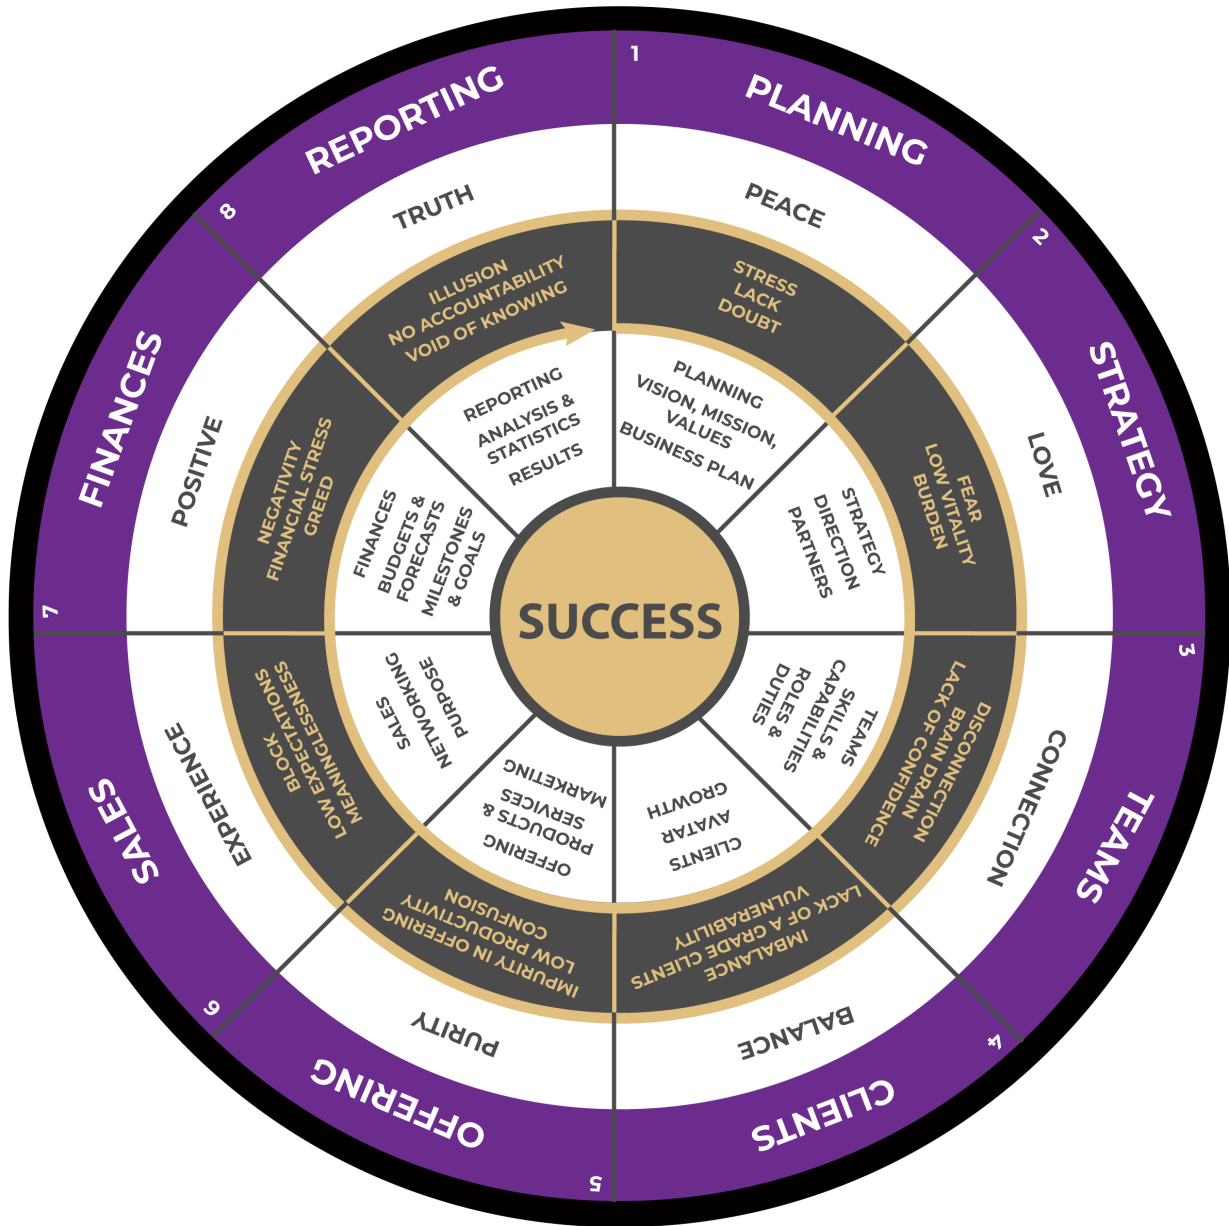 1
PLANNING
PEACE
STRESS
LACK
DOUBT
PLANNING
VISION, MISSION,
VALUES
BUSINESS PLAN
2
STRATEGY
LOVE
FEAR
LOW VITALITY
BURDEN
STRATEGY
DIRECTION
PARTNERS
3
TEAMS
CONNECTION
DISCONNECTION
BRAIN DRAIN
LACK OF CONFIDENCE
TEAMS
SKILLS &
CAPABILITIES
ROLES &
DUTIES
4
CLIENTS
BALANCE
IMBALANCE
LACK OF A GRADE CLIENTS
VULNERABILITY
CLIENTS
AVATAR
GROWTH
5
OFFERING
PURITY
IMPURITY IN OFFERING
LOW PRODUCTIVITY
CONFUSION
OFFERING
PRODUCTS &
SERVICES
MARKETING
6
SALES
EXPERIENCE
BLOCK
LOW EXPECTATIONS
MEANINGLESSNESS
SALES
NETWORKING
PURPOSE
7
FINANCES
POSITIVE
NEGATIVITY
FINANCIAL STRESS
GREED
FINANCES
BUDGETS &
FORECASTS
MILESTONES
& GOALS
8
REPORTING
TRUTH
ILLUSION
NO ACCOUNTABILITY
VOID OF KNOWING
REPORTING
ANALYSIS &
STATISTICS
RESULTS
SUCCESS